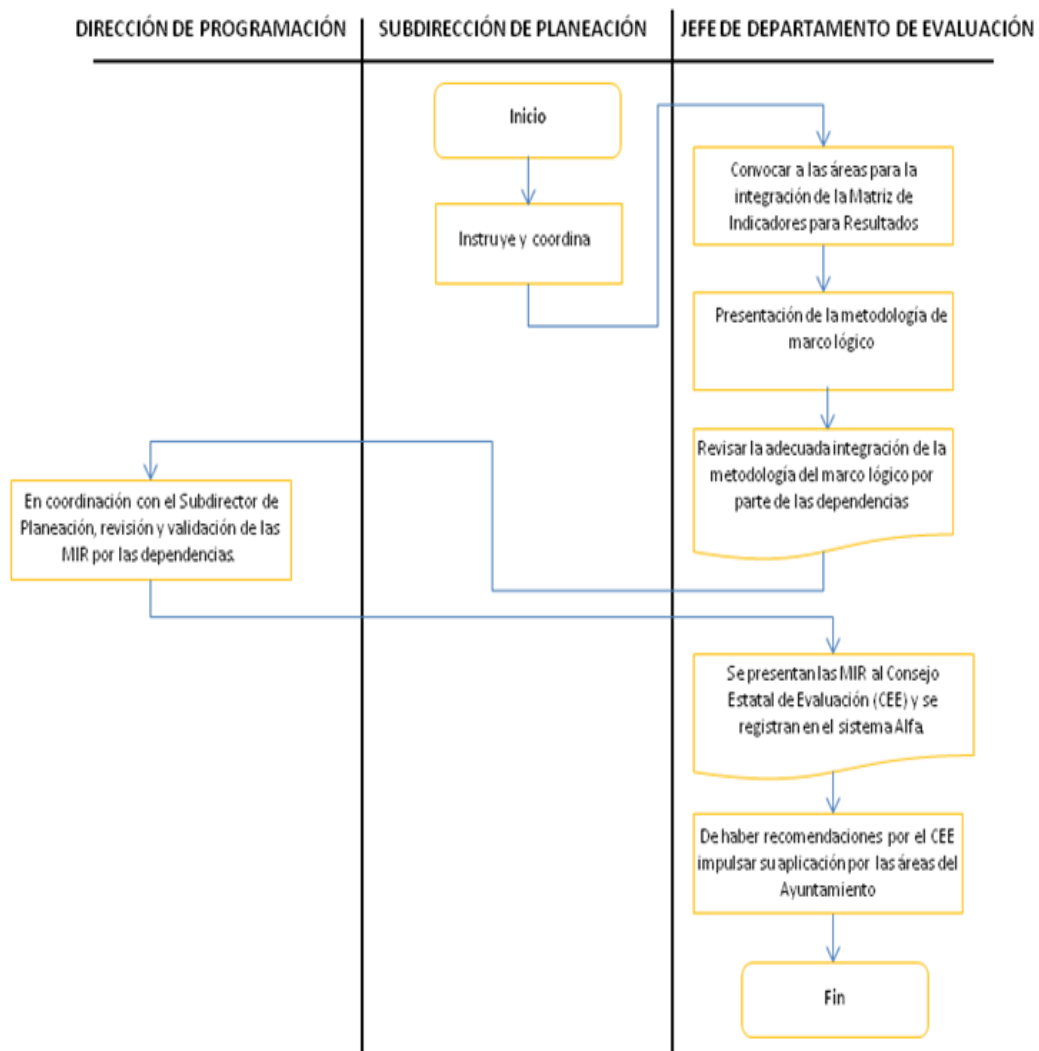 DIRECCIÓN DE PROGRAMACIÓN
SUBDIRECCIÓN DE PLANEACIÓN
JEFE DE DEPARTAMENTO DE EVALUACIÓN
Inicio
Instruye y coordina
Convocar a las áreas para la
integración de la Matriz de
Indicadores para Resultados
Presentación de la metodología de
marco lógico
Revisar la adecuada integración de la
metodología del marco lógico por
parte de las dependencias
En coordinación con el Subdirector de
Planeación, revisión y validación de las
MIR por las dependencias.
Se presentan las MIR al Consejo
Estatal de Evaluación (CEE) y se
registran en el sistema Alfa.
De haber recomendaciones por el CEE
impulsar su aplicación por las áreas del
Ayuntamiento
Fin